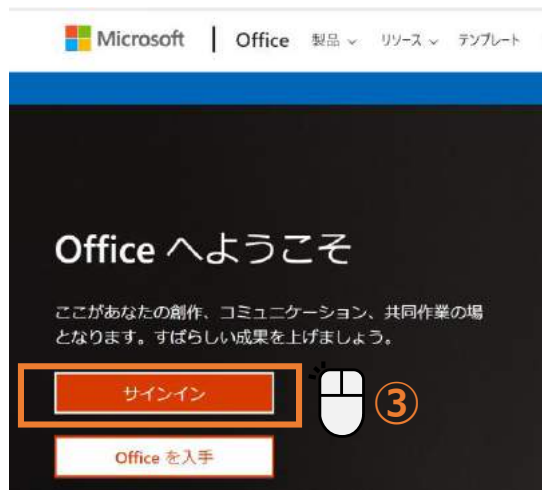 Microsoft | Office 製品 リソース テンプレート
Office へようこそ
ここがあなたの創作、コミュニケーション、共同作業の場
となります。すばらしい成果を上げましょう。
サインイン
③
Office を入手